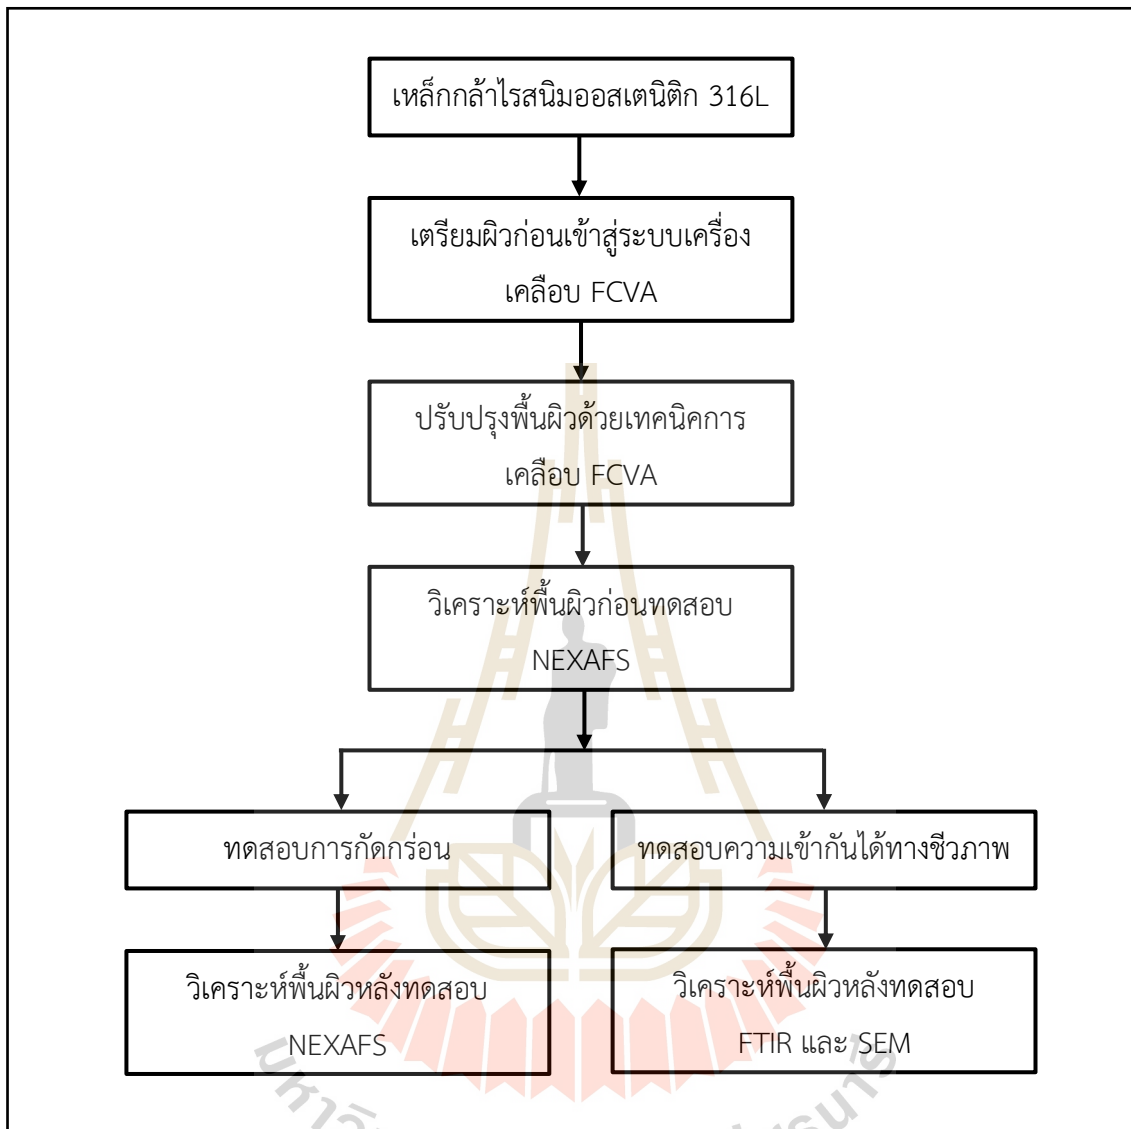 เหล็กกล้าไรสนิมออสเตนิติก 316L
เตรียมผิวก่อนเข้าสู่ระบบเครื่อง
เคลือบ FCVA
ปรับปรุงพื้นผิวด้วยเทคนิคการ
เคลือบ FCVA
วิเคราะห์พื้นผิวก่อนทดสอบ
NEXAFS
ทดสอบการกัดกร่อน
ทดสอบความเข้ากันได้ทางชีวภาพ
วิเคราะห์พื้นผิวหลังทดสอบ
NEXAFS
วิเคราะห์พื้นผิวหลังทดสอบ
FTIR และ SEM